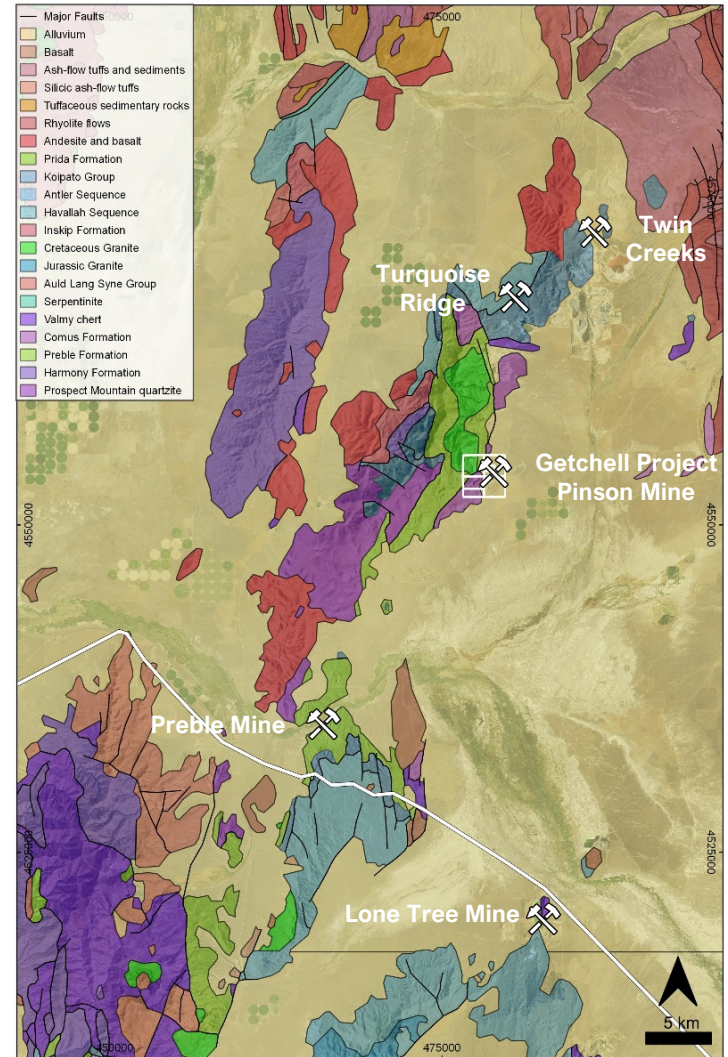 Major Faults
Alluvium
Basalt
Ash-flow tuffs and sediments
Silicic ash-flow tuffs
Tuffaceous sedimentary rocks
Rhyolite flows
Andesite and basalt
Prida Formation
Koipato Group
Antler Sequence
Havallah Sequence
Inskip Formation
Cretaceous Granite
Jurassic Granite
Auld Lang Syne Group
Serpentinite
Valmy chert
Comus Formation
Preble Formation
Harmony Formation
Prospect Mountain quartzite
475000
Twin
Creeks
Turquoise
Ridge
Getchell Project
Pinson Mine
4550000
4550000
Preble Mine
4525000
4525000
Lone Tree Mine
5 km
450000
475000